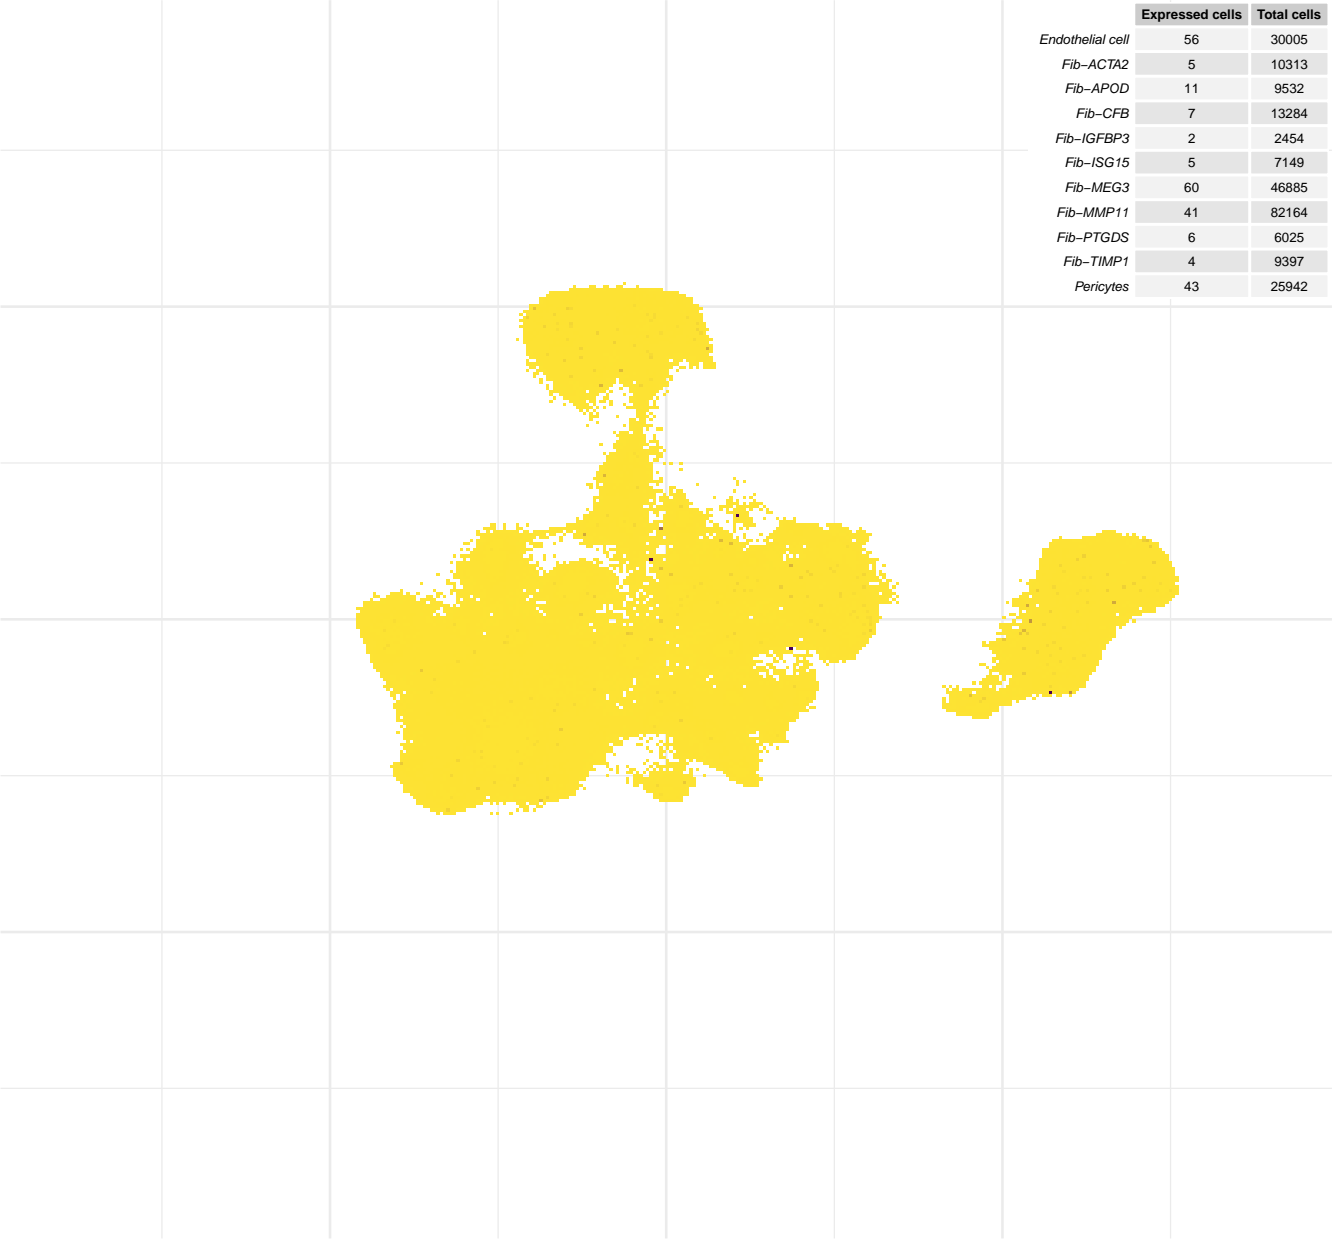 Expressed cells Total cells
Endothelial cell 56 30005
Fib−ACTA2 5 10313
Fib−APOD 11 9532
Fib−CFB 7 13284
Fib−IGFBP3 2 2454
Fib−ISG15 5 7149
Fib−MEG3 60 46885
Fib−MMP11 41 82164
Fib−PTGDS 6 6025
Fib−TIMP1 4 9397
Pericytes 43 25942